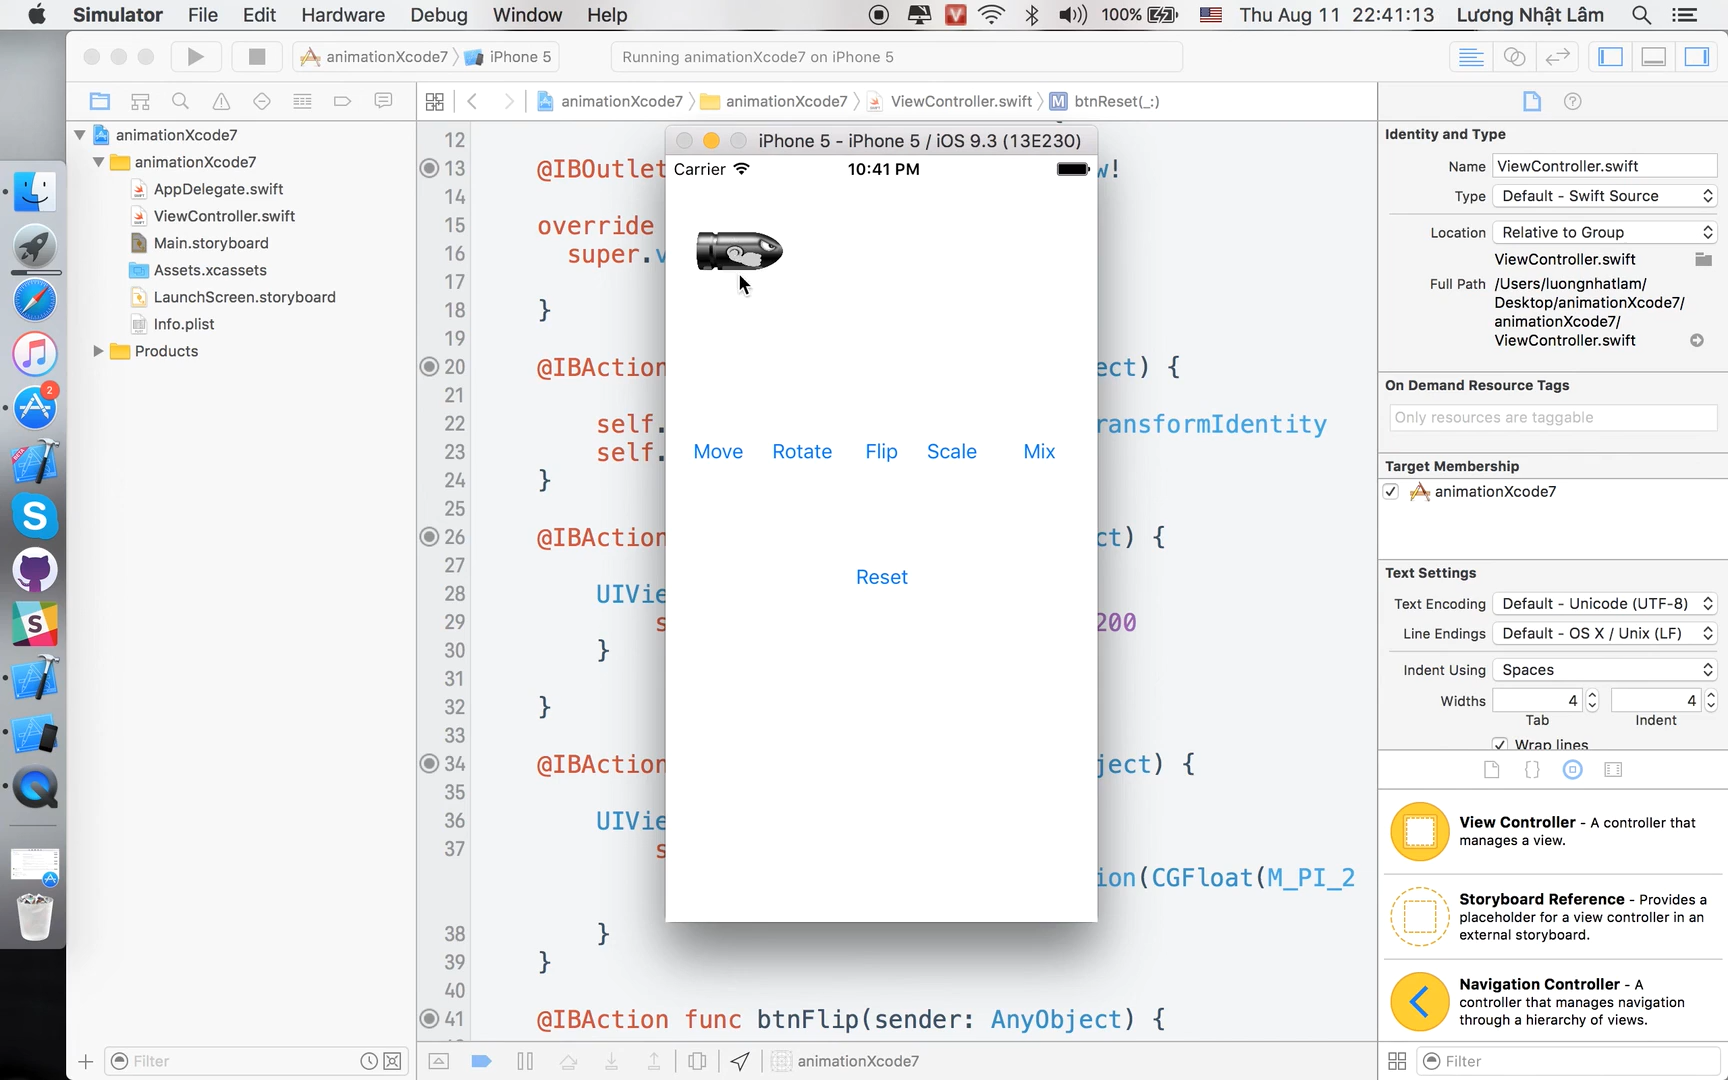 Simulator File Edit Hardware Debug Window Help 100% Thu Aug 11 22:41:13 Lương Nhật Lâm
animationXcode7 iPhone 5 Running animationXcode7 on iPhone 5
animationXcode7 animationXcode7 ViewController.swift M btnReset(_:)
animationXcode7
animationXcode7
AppDelegate.swift
ViewController.swift
Main.storyboard
Assets.xcassets
LaunchScreen.storyboard
Info.plist
Products
Filter
2
BETA
S
S
12
13 @IBOutlet w!
14
15 override
16 super.v
17
18 }
19
20 @IBAction ect) {
21
22 self. ransformIdentity
23 self.
24 }
25
26 @IBAction ct) {
27
28 UIVie
29 s 200
30 }
31
32 }
33
34 @IBAction ject) {
35
36 UIVie
37 s
ion(CGFloat(M_PI_2
38 }
39 }
40
41 @IBAction func btnFlip(sender: AnyObject) {
animationXcode7
iPhone 5 - iPhone 5 / iOS 9.3 (13E230)
Carrier 10:41 PM
Move Rotate Flip Scale Mix
Reset
Identity and Type
Name ViewController.swift
Type Default - Swift Source
Location Relative to Group
ViewController.swift
Full Path /Users/luongnhatlam/
Desktop/animationXcode7/
animationXcode7/
ViewController.swift
On Demand Resource Tags
Only resources are taggable
Target Membership
animationXcode7
Text Settings
Text Encoding Default - Unicode (UTF-8)
Line Endings Default - OS X / Unix (LF)
Indent Using Spaces
Widths 4 4
Tab Indent
Wrap lines
View Controller - A controller that
manages a view.
Storyboard Reference - Provides a
placeholder for a view controller in an
external storyboard.
Navigation Controller - A
controller that manages navigation
through a hierarchy of views.
Filter